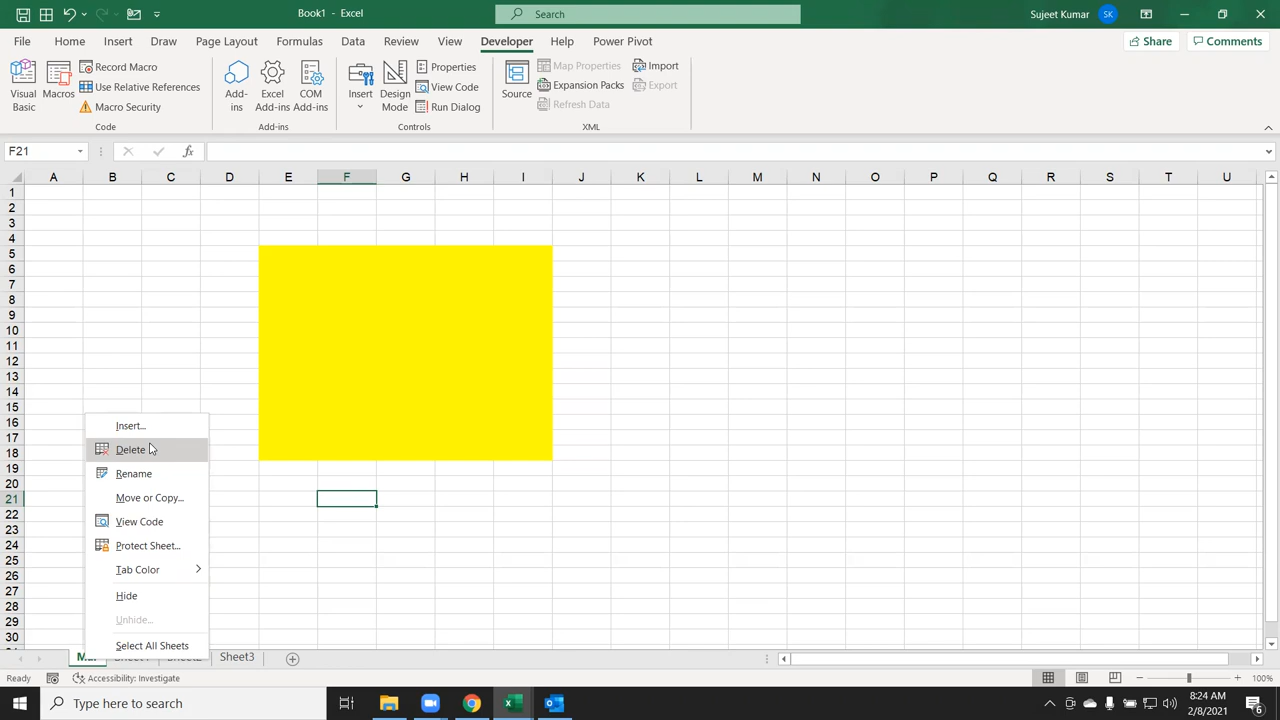 Book1 - Excel
Search
Sujeet Kumar
SK
File Home Insert Draw Page Layout Formulas Data Review View Developer Help Power Pivot
Share Comments
Visual Basic
Macros
Record Macro
Use Relative References
Macro Security
Code
Add-ins
Excel Add-ins
COM Add-ins
Add-ins
Insert
Design Mode
Properties
View Code
Run Dialog
Controls
Source
Map Properties
Expansion Packs
Refresh Data
Import
Export
XML
F21
fx
A B C D E F G H I J K L M N O P Q R S T U
1
2
3
4
5
6
7
8
9
10
11
12
13
14
15
16
17
18
19
20
21
22
23
24
25
26
27
28
29
30
Insert...
Delete
Rename
Move or Copy...
View Code
Protect Sheet...
Tab Color
Hide
Unhide...
Select All Sheets
Sheet3
Ready
Accessibility: Investigate
100%
Type here to search
8:24 AM
2/8/2021
6